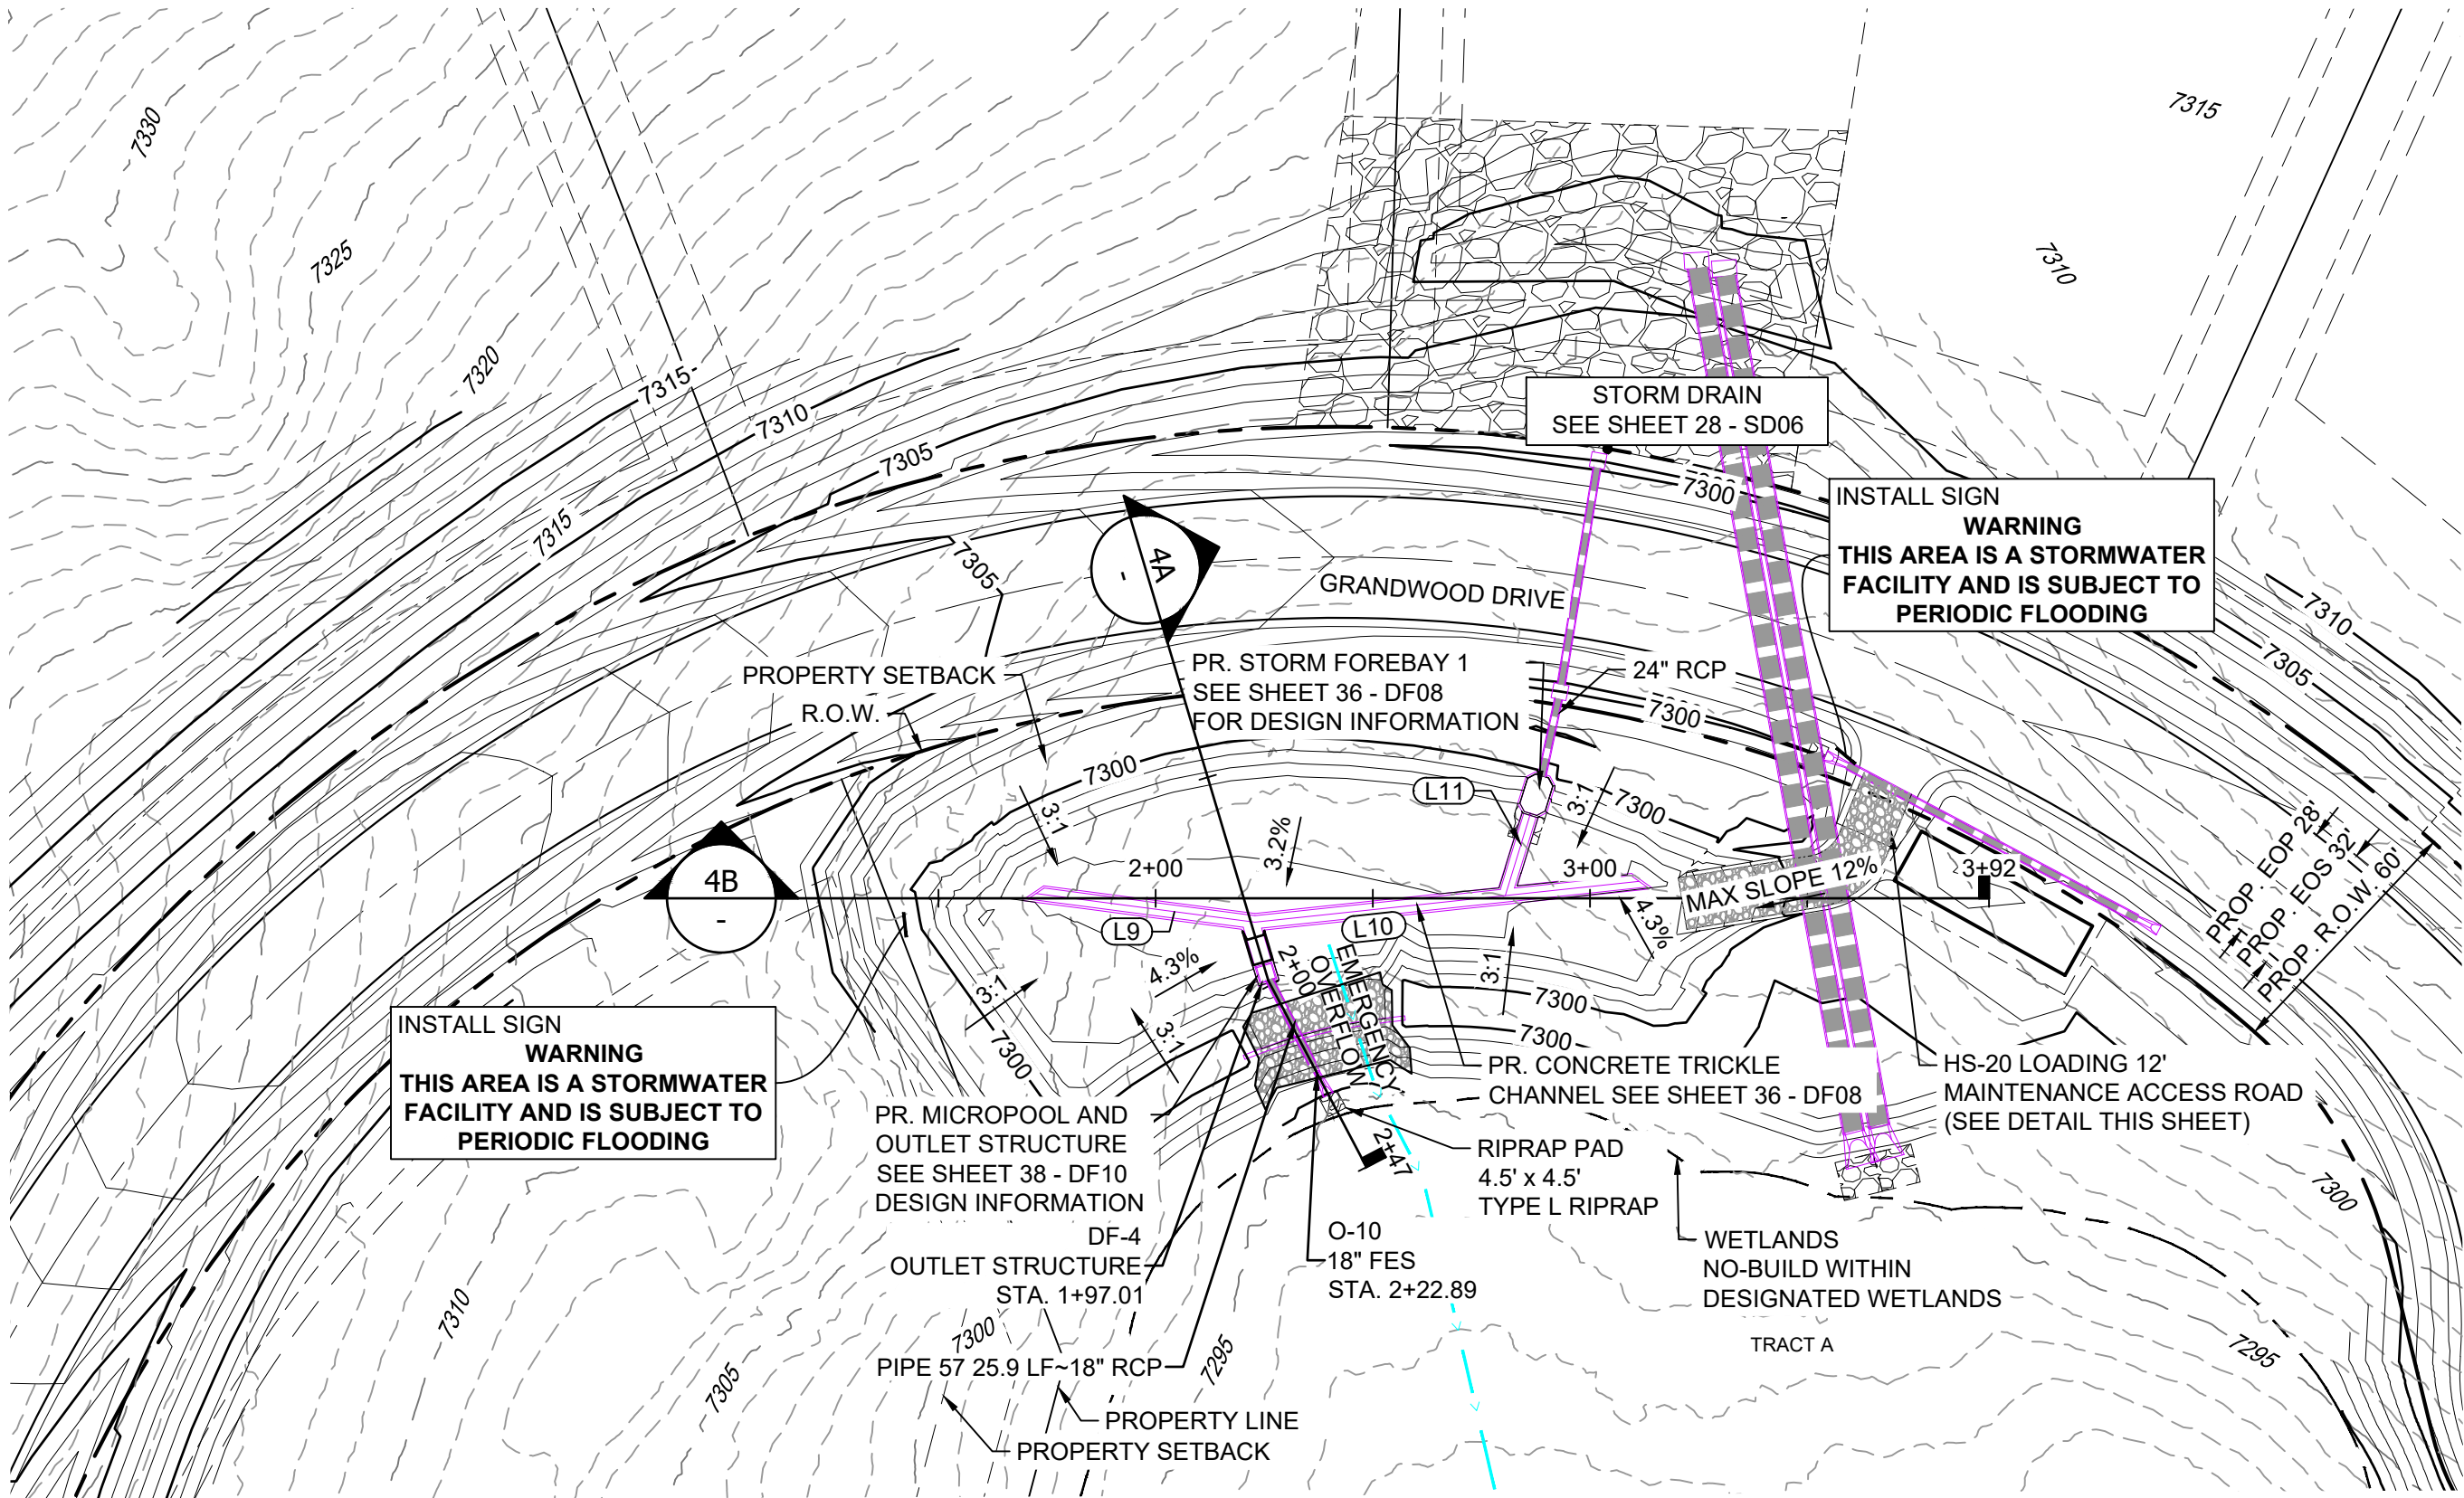 7330
7325
7320
7315-
7310
7305
7315
7315
7310
STORM DRAIN
SEE SHEET 28 - SD06
7300
INSTALL SIGN
WARNING
THIS AREA IS A STORMWATER
FACILITY AND IS SUBJECT TO
PERIODIC FLOODING
7310
7305
7305
4A
-
GRANDWOOD DRIVE
PROPERTY SETBACK
R.O.W.
PR. STORM FOREBAY 1
SEE SHEET 36 - DF08
FOR DESIGN INFORMATION
24" RCP
7300
7300
L11
3:1
7300
3:1
3.2%
2+00
3+00
MAX SLOPE 12%
3+92
4B
-
PROP. EOP 28'
PROP. EOS 32'
PROP. R.O.W. 60'
L9
L10
4.3%
4.3%
3:1
3:1
3:1
2+00
EMERGENCY
OVERFLOW
7300
7300
7300
INSTALL SIGN
WARNING
THIS AREA IS A STORMWATER
FACILITY AND IS SUBJECT TO
PERIODIC FLOODING
PR. CONCRETE TRICKLE
CHANNEL SEE SHEET 36 - DF08
HS-20 LOADING 12'
MAINTENANCE ACCESS ROAD
(SEE DETAIL THIS SHEET)
PR. MICROPOOL AND
OUTLET STRUCTURE
SEE SHEET 38 - DF10
DESIGN INFORMATION
2+47
RIPRAP PAD
4.5' x 4.5'
TYPE L RIPRAP
7300
DF-4
OUTLET STRUCTURE
STA. 1+97.01
O-10
18" FES
STA. 2+22.89
WETLANDS
NO-BUILD WITHIN
DESIGNATED WETLANDS
TRACT A
7310
7300
7295
7295
PIPE 57 25.9 LF~18" RCP
7305
PROPERTY LINE
PROPERTY SETBACK